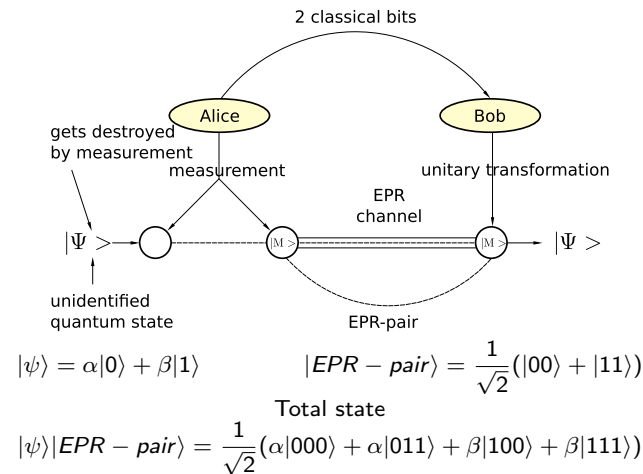 2 classical bits
Alice
Bob
gets destroyed
by measurement
measurement
unitary transformation
EPR
channel
|Ψ >
|M >
|M >
|Ψ >
unidentified
quantum state
EPR-pair
|ψ⟩ = α|0⟩ + β|1⟩
|EPR − pair⟩ = 1/√2 (|00⟩ + |11⟩)
Total state
|ψ⟩|EPR − pair⟩ = 1/√2 (α|000⟩ + α|011⟩ + β|100⟩ + β|111⟩)